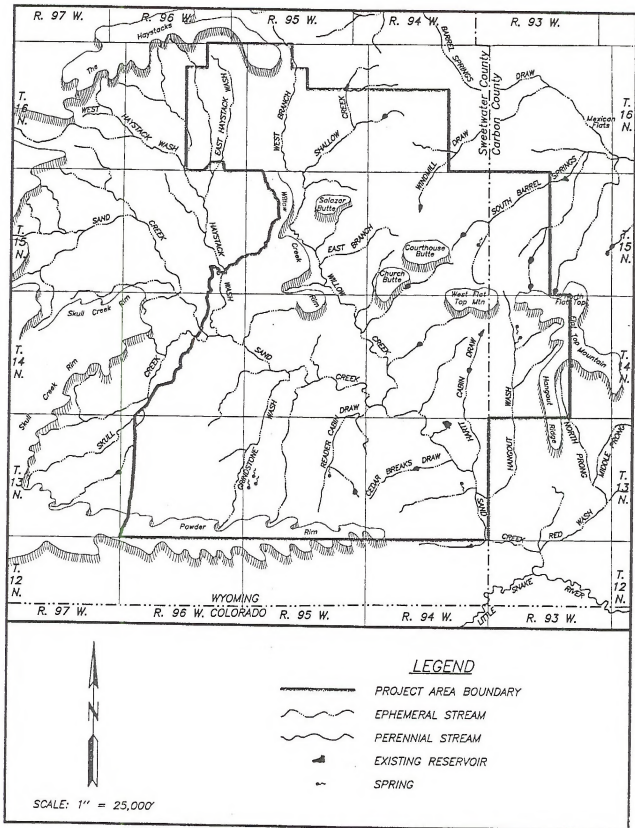 R. 97 W. R. 96 W. R. 95 W. R. 94 W. R. 93 W.
The Haystacks
BARREL SPRINGS DRAW
Sweetwater County
Carbon County
T. 16 N.
T. 16 N.
WEST HAYSTACK WASH
EAST HAYSTACK WASH
WEST BRANCH
SHALLOW CREEK
WINDMILL DRAW
Mexican Flats
SOUTH BARREL SPRINGS
T. 15 N.
T. 15 N.
SAND CREEK
HAYSTACK WASH
Willow Creek Rim
Salazar Butte
EAST BRANCH
Courthouse Butte
Church Butte
WILLOW CREEK
West Flat Top Mtn
Flat Top
Skull Creek Rim
Skull Creek Rim
T. 14 N.
T. 14 N.
SAND CREEK
SKULL CREEK
Flat Top Mountain
CABIN DRAW
HARTT
HANGOUT WASH
Hangout Ridge
NORTH PRONG
MIDDLE PRONG
GRINDSTONE WASH
READER CABIN DRAW
CEDAR BREAKS DRAW
T. 13 N.
T. 13 N.
Powder Rim
SAND CREEK
RED WASH
T. 12 N.
T. 12 N.
LITTLE SNAKE RIVER
WYOMING
R. 97 W. R. 96 W. COLORADO R. 95 W. R. 94 W. R. 93 W.
N
SCALE: 1" = 25,000'
LEGEND
PROJECT AREA BOUNDARY
EPHEMERAL STREAM
PERENNIAL STREAM
EXISTING RESERVOIR
SPRING